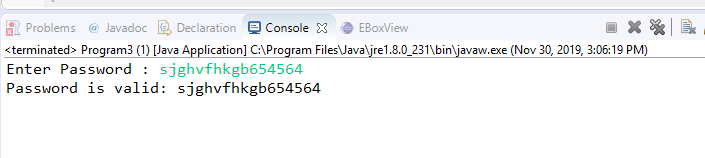 Problems @ Javadoc Declaration Console EBoxView
<terminated> Program3 (1) [Java Application] C:\Program Files\Java\jre1.8.0_231\bin\javaw.exe (Nov 30, 2019, 3:06:19 PM)
Enter Password : sjghvfhkgb654564
Password is valid: sjghvfhkgb654564